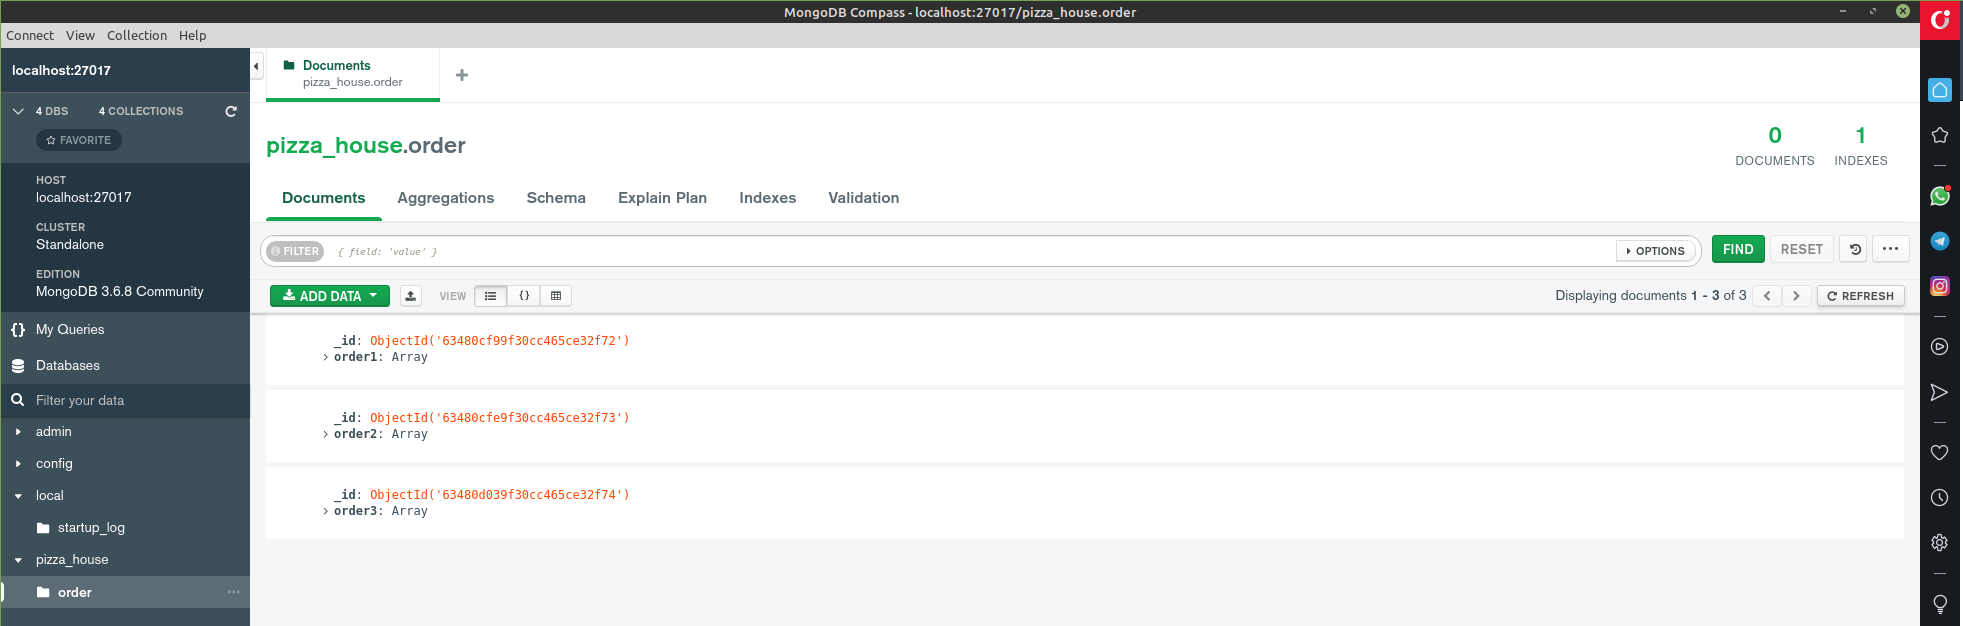 MongoDB Compass - localhost:27017/pizza_house.order
Connect View Collection Help
localhost:27017
4 DBS 4 COLLECTIONS
FAVORITE
HOST
localhost:27017
CLUSTER
Standalone
EDITION
MongoDB 3.6.8 Community
My Queries
Databases
Filter your data
admin
config
local
startup_log
pizza_house
order
Documents
pizza_house.order
pizza_house.order
0 1
DOCUMENTS INDEXES
Documents Aggregations Schema Explain Plan Indexes Validation
FILTER { field: 'value' } OPTIONS FIND RESET
ADD DATA VIEW {} Displaying documents 1 - 3 of 3 REFRESH
_id: ObjectId('63480cf99f30cc465ce32f72')
order1: Array
_id: ObjectId('63480cfe9f30cc465ce32f73')
order2: Array
_id: ObjectId('63480d039f30cc465ce32f74')
order3: Array